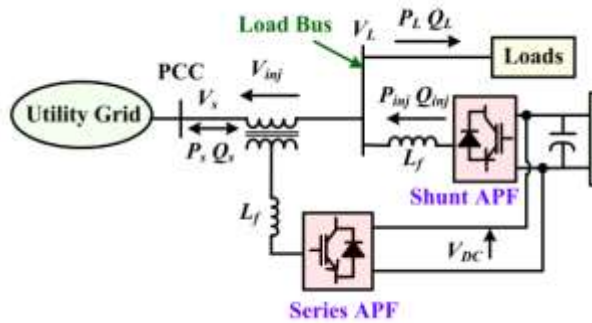 Load Bus
V_L
P_L Q_L
Loads
PCC
V_inj
Utility Grid
V_s
P_inj Q_inj
P_s Q_s
L_f
Shunt APF
L_f
V_DC
Series APF